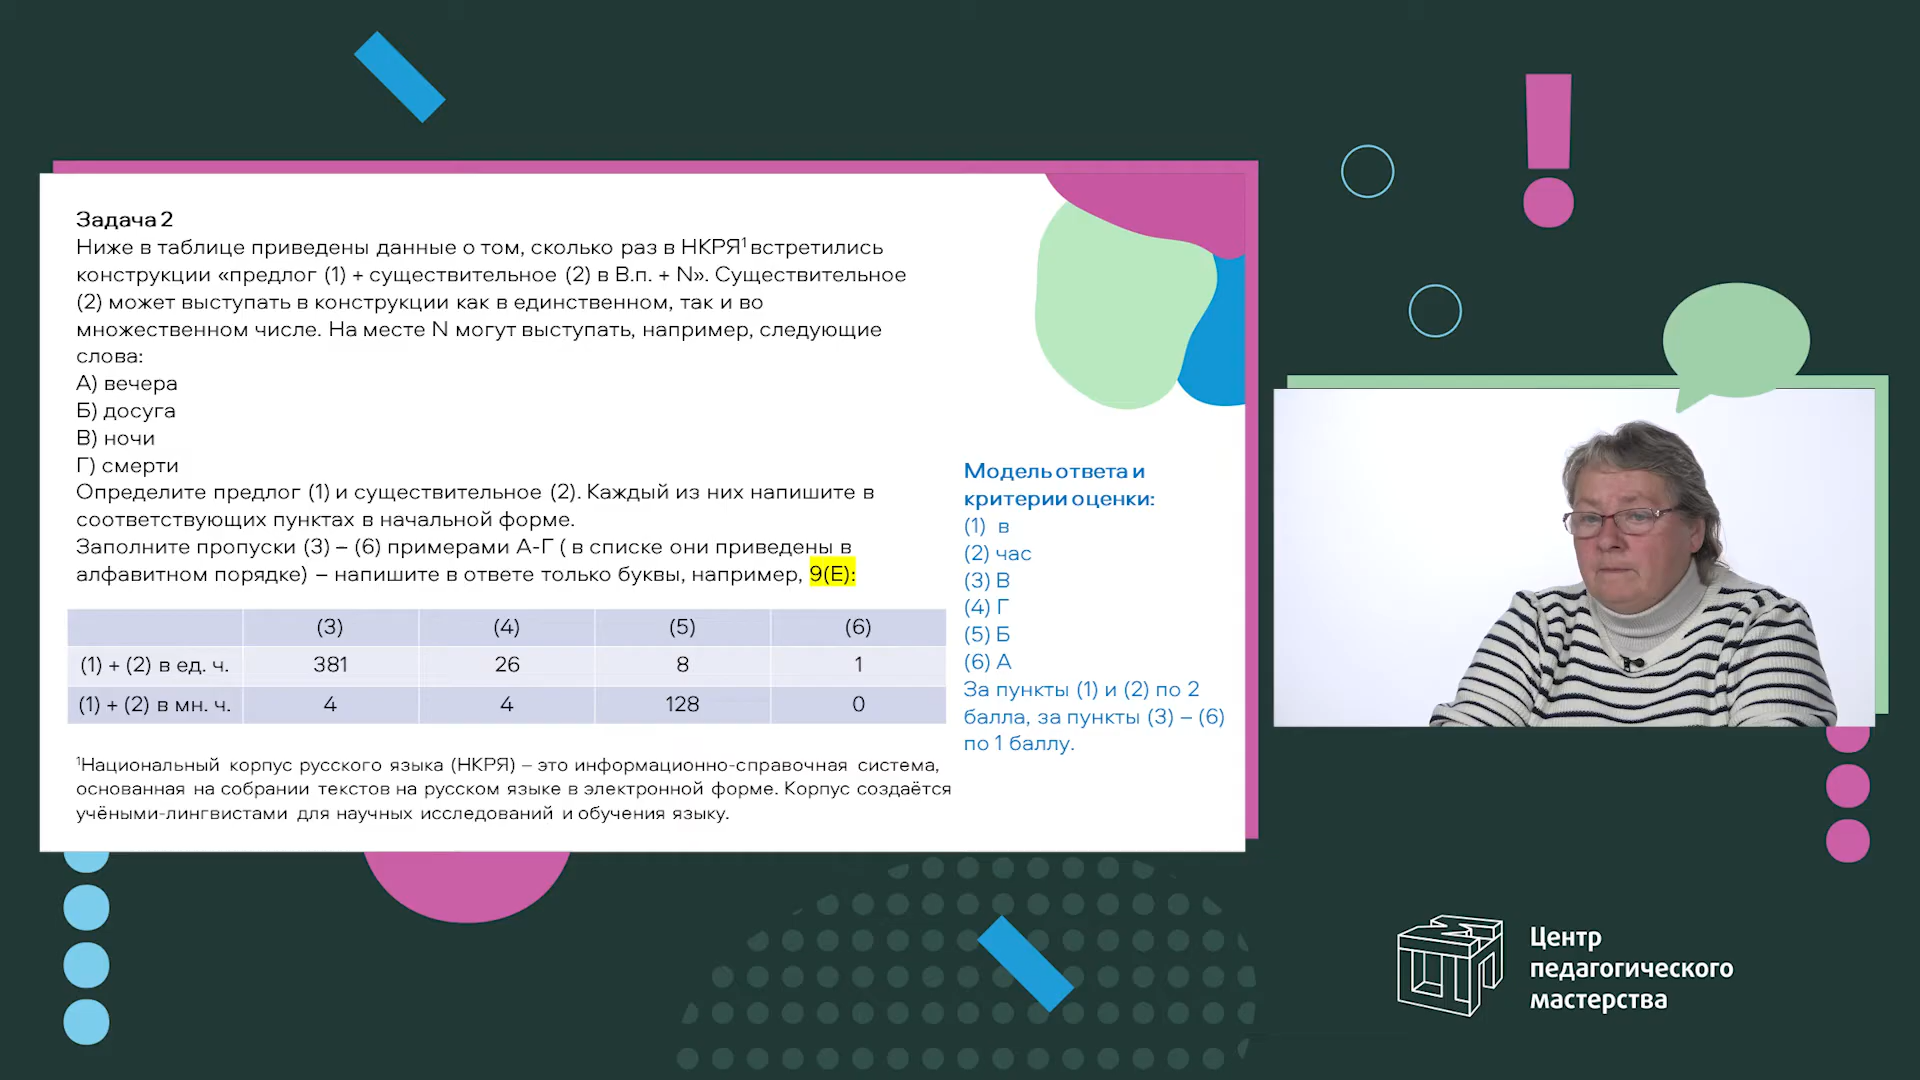 Задача 2
Ниже в таблице приведены данные о том, сколько раз в НКРЯ¹ встретились
конструкции «предлог (1) + существительное (2) в В.п. + N». Существительное
(2) может выступать в конструкции как в единственном, так и во
множественном числе. На месте N могут выступать, например, следующие
слова:
А) вечера
Б) досуга
В) ночи
Г) смерти
Определите предлог (1) и существительное (2). Каждый из них напишите в
соответствующих пунктах в начальной форме.
Заполните пропуски (3) – (6) примерами А-Г ( в списке они приведены в
алфавитном порядке) – напишите в ответе только буквы, например, 9(Е):
(3) (4) (5) (6)
(1) + (2) в ед. ч. 381 26 8 1
(1) + (2) в мн. ч. 4 4 128 0
¹Национальный корпус русского языка (НКРЯ) – это информационно-справочная система,
основанная на собрании текстов на русском языке в электронной форме. Корпус создаётся
учёными-лингвистами для научных исследований и обучения языку.
Модель ответа и
критерии оценки:
(1) в
(2) час
(3) В
(4) Г
(5) Б
(6) А
За пункты (1) и (2) по 2
балла, за пункты (3) – (6)
по 1 баллу.
Центр
педагогического
мастерства